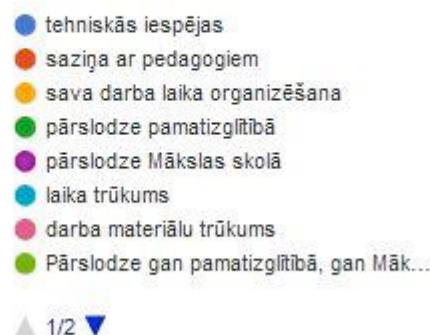 tehniskās iespējas
saziņa ar pedagogiem
sava darba laika organizēšana
pārslodze pamatizglītībā
pārslodze Mākslas skolā
laika trūkums
darba materiālu trūkums
Pārslodze gan pamatizglītībā, gan Māk...
1/2